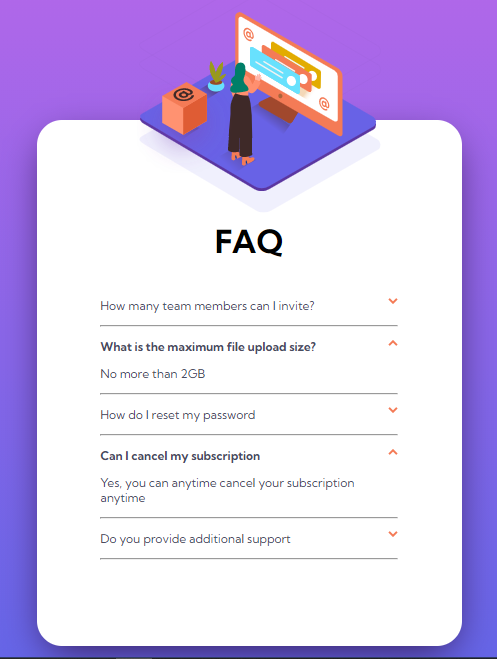 @
@
@
FAQ
How many team members can I invite?
What is the maximum file upload size?
No more than 2GB
How do I reset my password
Can I cancel my subscription
Yes, you can anytime cancel your subscription
anytime
Do you provide additional support